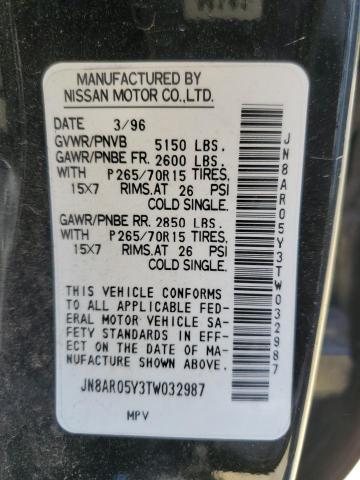 MANUFACTURED BY
NISSAN MOTOR CO.,LTD.
DATE 3/96
GVWR/PNVB 5150 LBS.
GAWR/PNBE FR. 2600 LBS.
WITH P265/70R15 TIRES,
15X7 RIMS,AT 26 PSI
COLD SINGLE.
GAWR/PNBE RR. 2850 LBS.
WITH P265/70R15 TIRES,
15X7 RIMS,AT 26 PSI
COLD SINGLE.
THIS VEHICLE CONFORMS
TO ALL APPLICABLE FED-
ERAL MOTOR VEHICLE SA-
FETY STANDARDS IN EFF-
ECT ON THE DATE OF MA-
NUFACTURE SHOWN ABOVE.
JN8AR05Y3TW032987
MPV
JN8AR05Y3TW032987